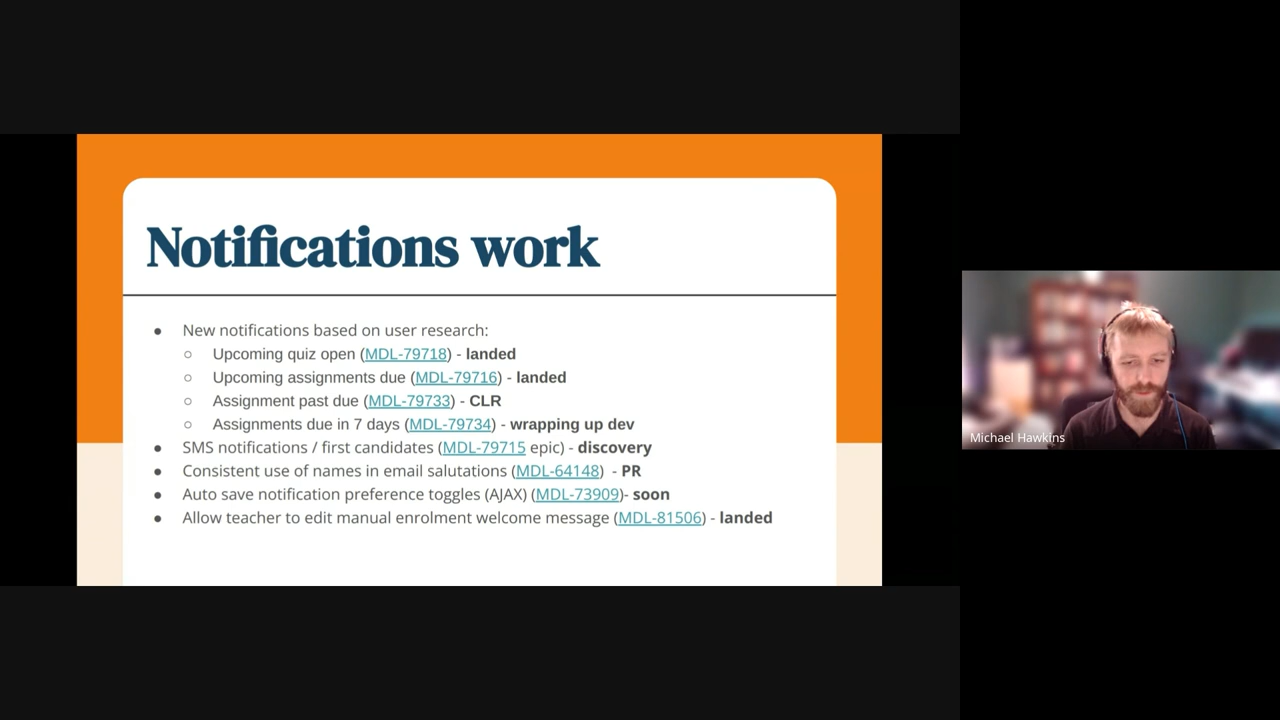 Notifications work
● New notifications based on user research:
○ Upcoming quiz open (MDL-79718) - landed
○ Upcoming assignments due (MDL-79716) - landed
○ Assignment past due (MDL-79733) - CLR
○ Assignments due in 7 days (MDL-79734) - wrapping up dev
● SMS notifications / first candidates (MDL-79715 epic) - discovery
● Consistent use of names in email salutations (MDL-64148)  - PR
● Auto save notification preference toggles (AJAX) (MDL-73909)- soon
● Allow teacher to edit manual enrolment welcome message (MDL-81506) - landed
Michael Hawkins